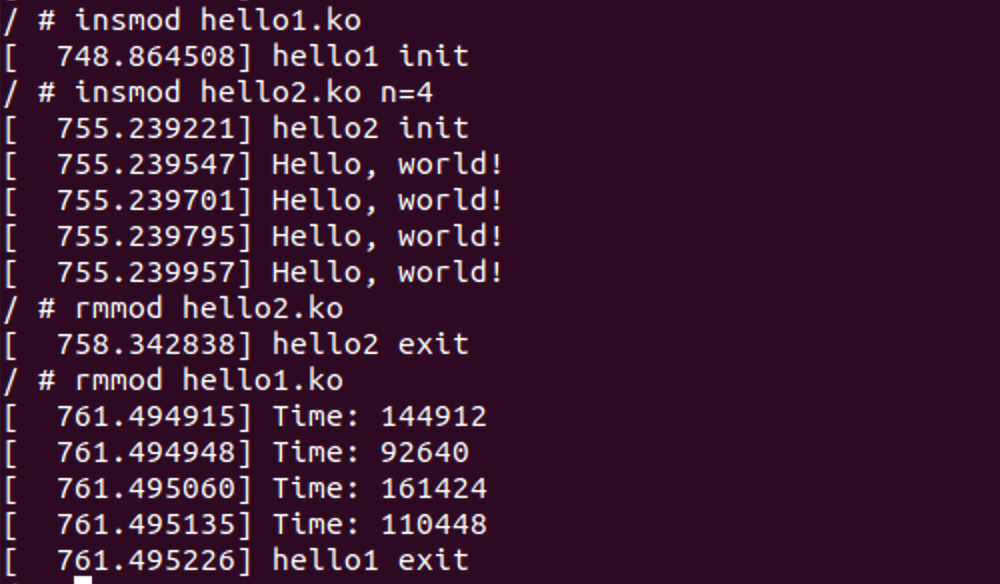 / # insmod hello1.ko
[  748.864508] hello1 init
/ # insmod hello2.ko n=4
[  755.239221] hello2 init
[  755.239547] Hello, world!
[  755.239701] Hello, world!
[  755.239795] Hello, world!
[  755.239957] Hello, world!
/ # rmmod hello2.ko
[  758.342838] hello2 exit
/ # rmmod hello1.ko
[  761.494915] Time: 144912
[  761.494948] Time: 92640
[  761.495060] Time: 161424
[  761.495135] Time: 110448
[  761.495226] hello1 exit